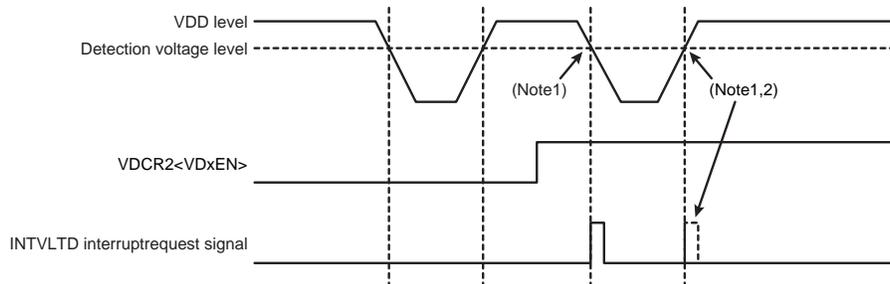 VDD level
Detection voltage level
(Note1)
(Note1,2)
VDCR2<VDxEN>
INTVLTD interruptrequest signal